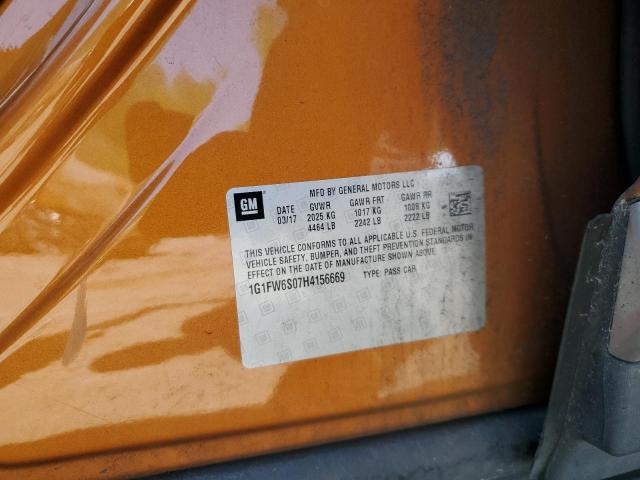 MFD BY GENERAL MOTORS LLC
GM
DATE GVWR GAWR FRT GAWR RR
03/17 2025 KG 1017 KG 1008 KG
4464 LB 2242 LB 2222 LB
THIS VEHICLE CONFORMS TO ALL APPLICABLE U.S. FEDERAL MOTOR
VEHICLE SAFETY, BUMPER, AND THEFT PREVENTION STANDARDS IN
EFFECT ON THE DATE OF MANUFACTURE SHOWN ABOVE.
1G1FW6S07H4156669 TYPE: PASS CAR